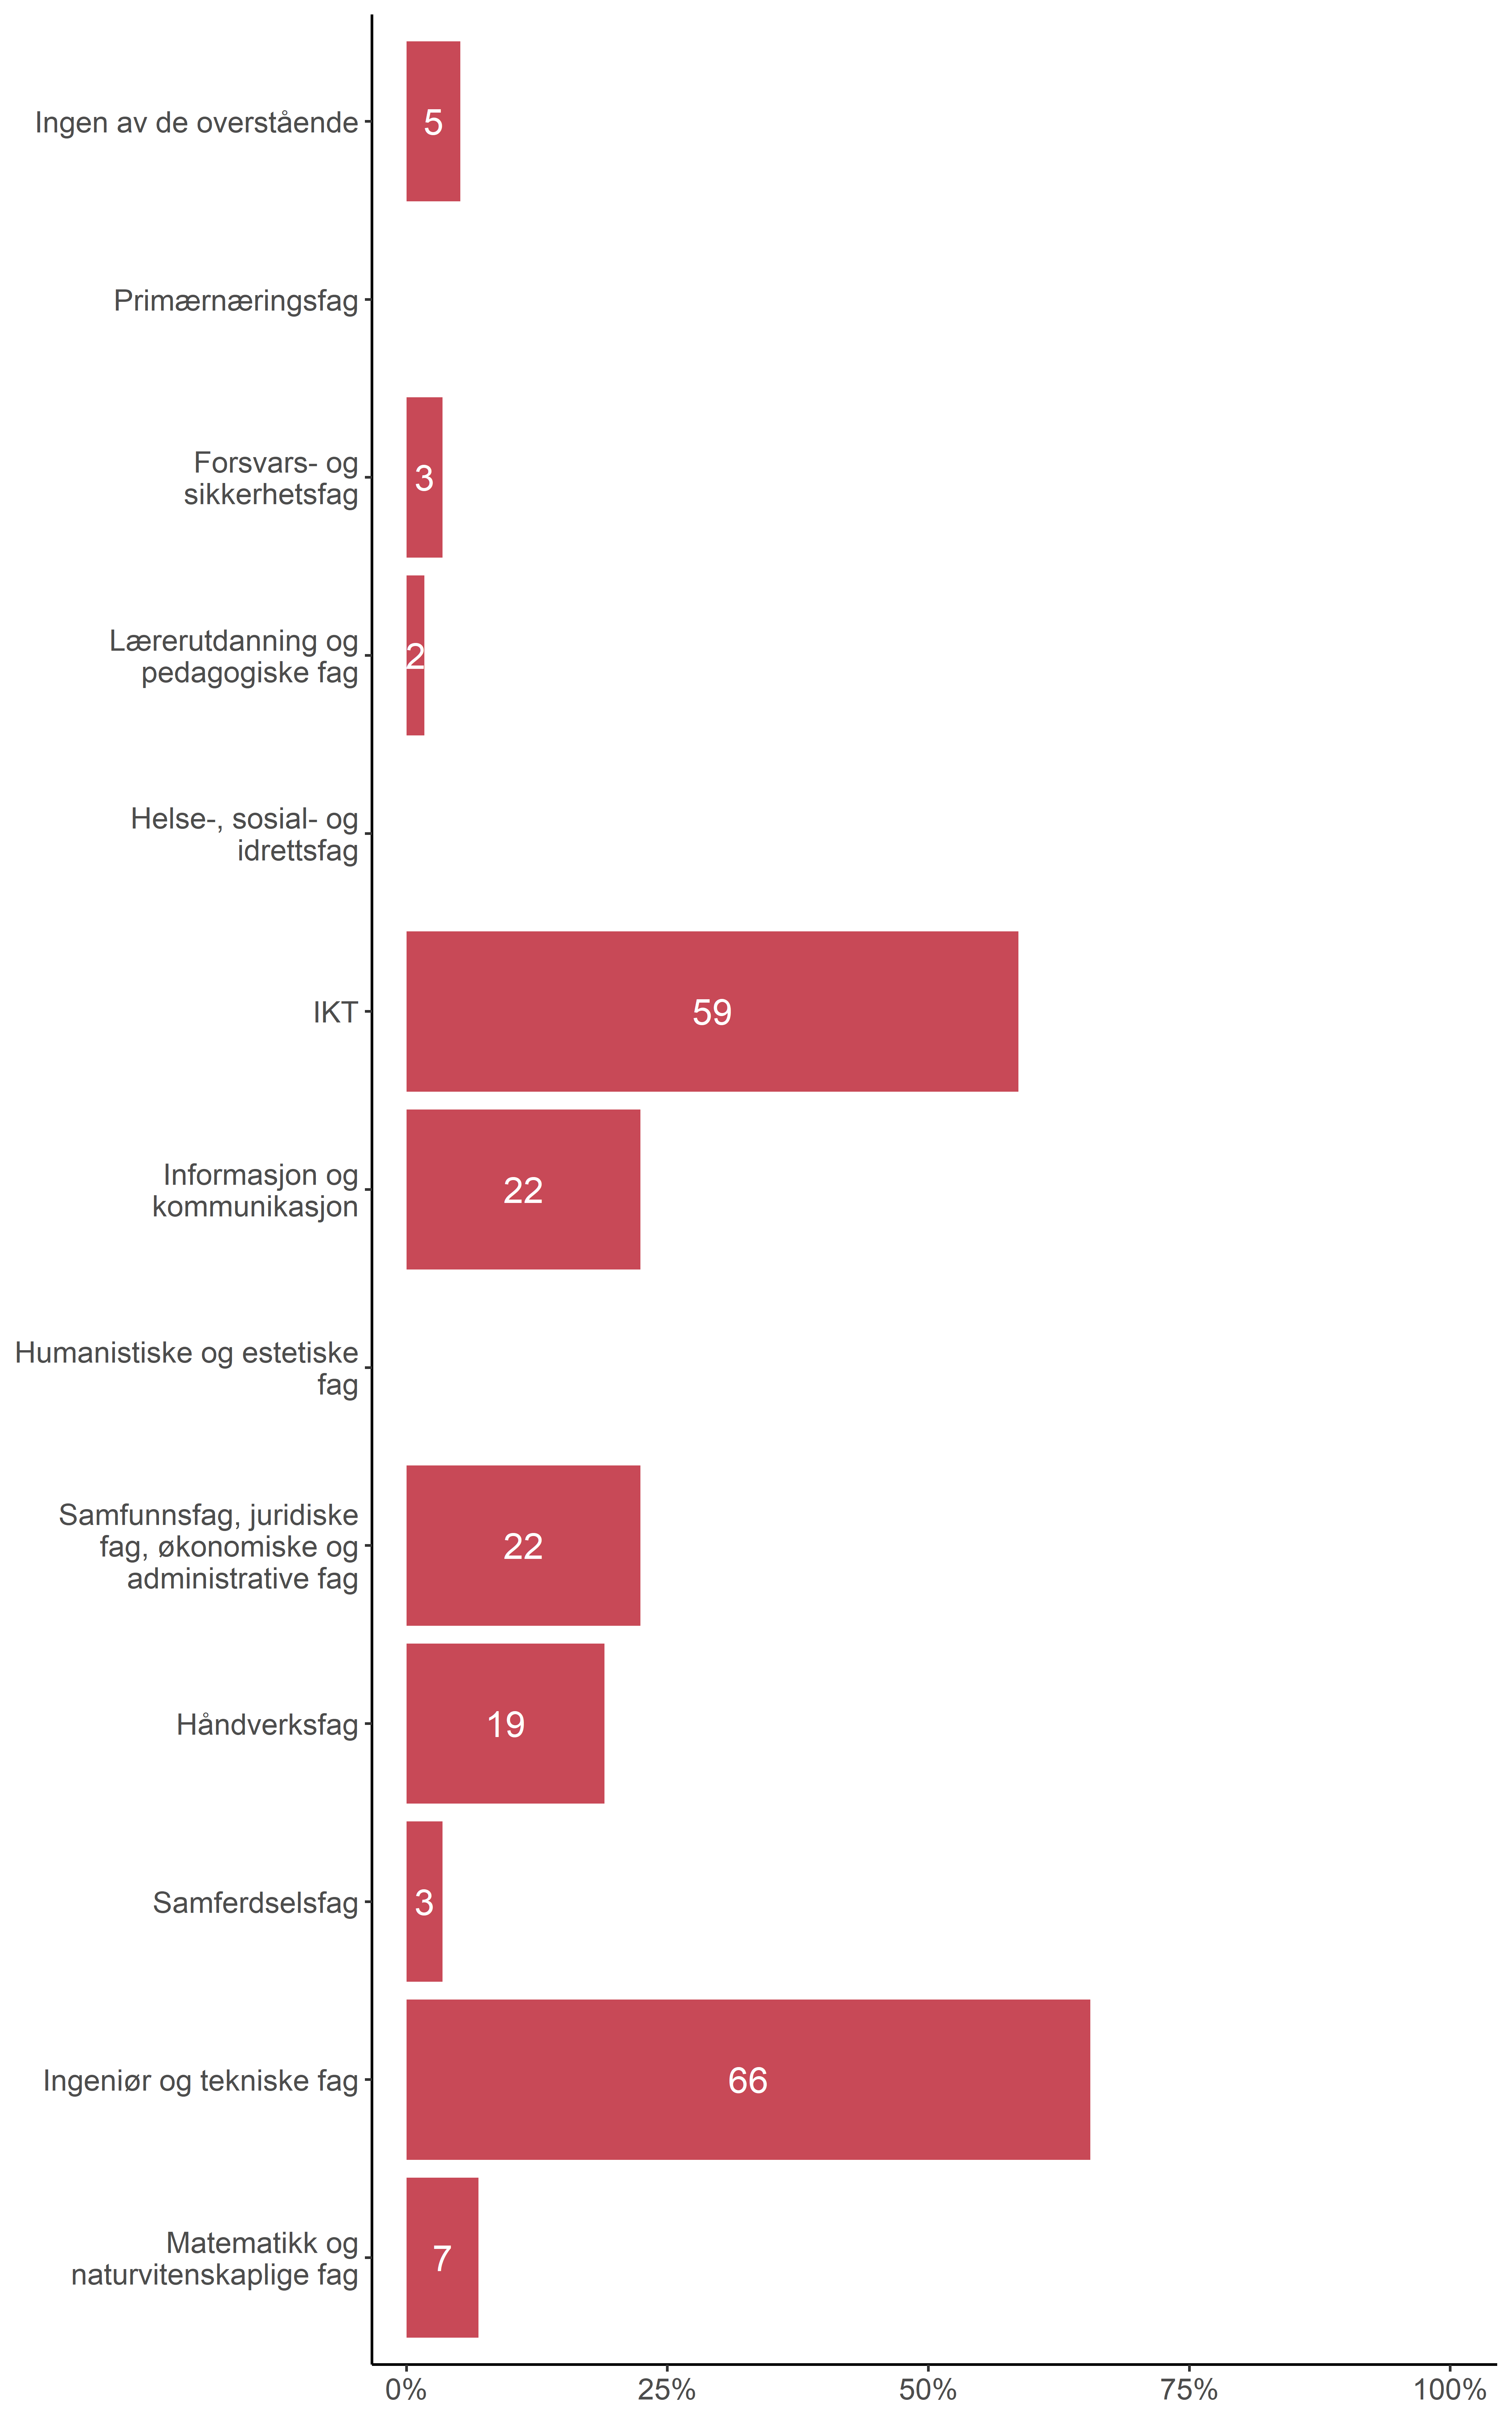 Ingen av de overstående
5
Primærnæringsfag
Forsvars- og
sikkerhetsfag
3
Lærerutdanning og
pedagogiske fag
2
Helse-, sosial- og
idrettsfag
IKT
59
Informasjon og
kommunikasjon
22
Humanistiske og estetiske
fag
Samfunnsfag, juridiske
fag, økonomiske og
administrative fag
22
Håndverksfag
19
Samferdselsfag
3
Ingeniør og tekniske fag
66
Matematikk og
naturvitenskaplige fag
7
0% 25% 50% 75% 100%